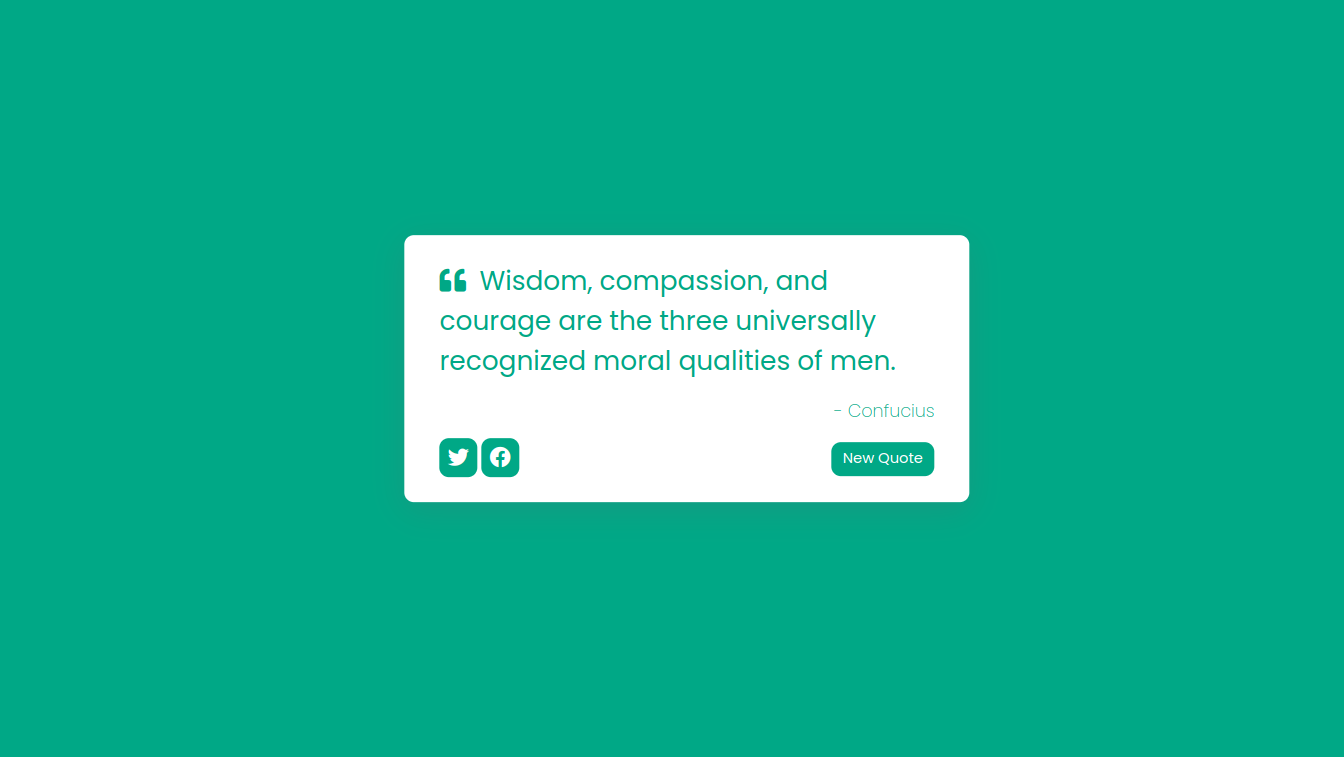 Wisdom, compassion, and
courage are the three universally
recognized moral qualities of men.
- Confucius
New Quote